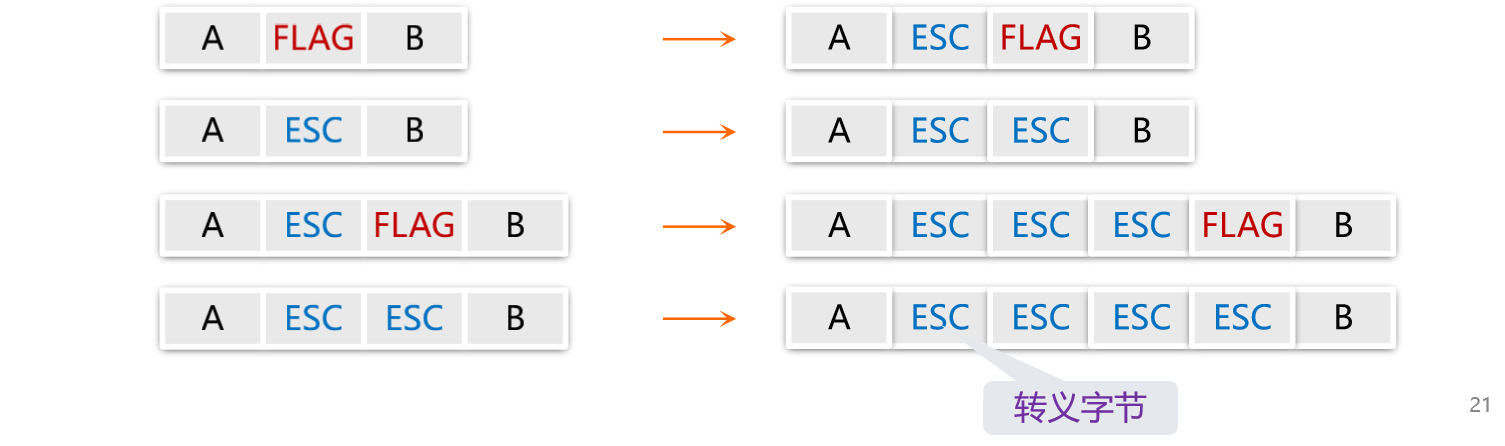 A FLAG B A ESC FLAG B
A ESC B A ESC ESC B
A ESC FLAG B A ESC ESC ESC FLAG B
A ESC ESC B A ESC ESC ESC ESC B
转义字节
21